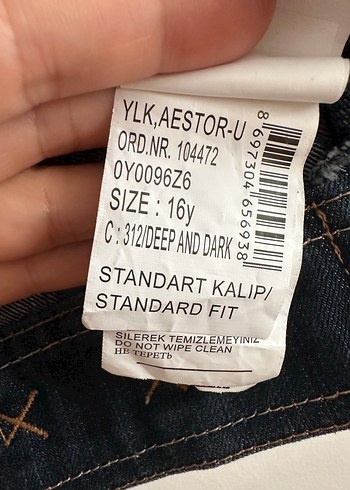 YLK,AESTOR-U
ORD.NR. 104472
0Y0096Z6
SIZE : 16y
C : 312/DEEP AND DARK
8697304656938
STANDART KALIP/
STANDARD FIT
SILEREK TEMIZLEMEYINIZ
DO NOT WIPE CLEAN
НЕ ТЕРЕТЬ